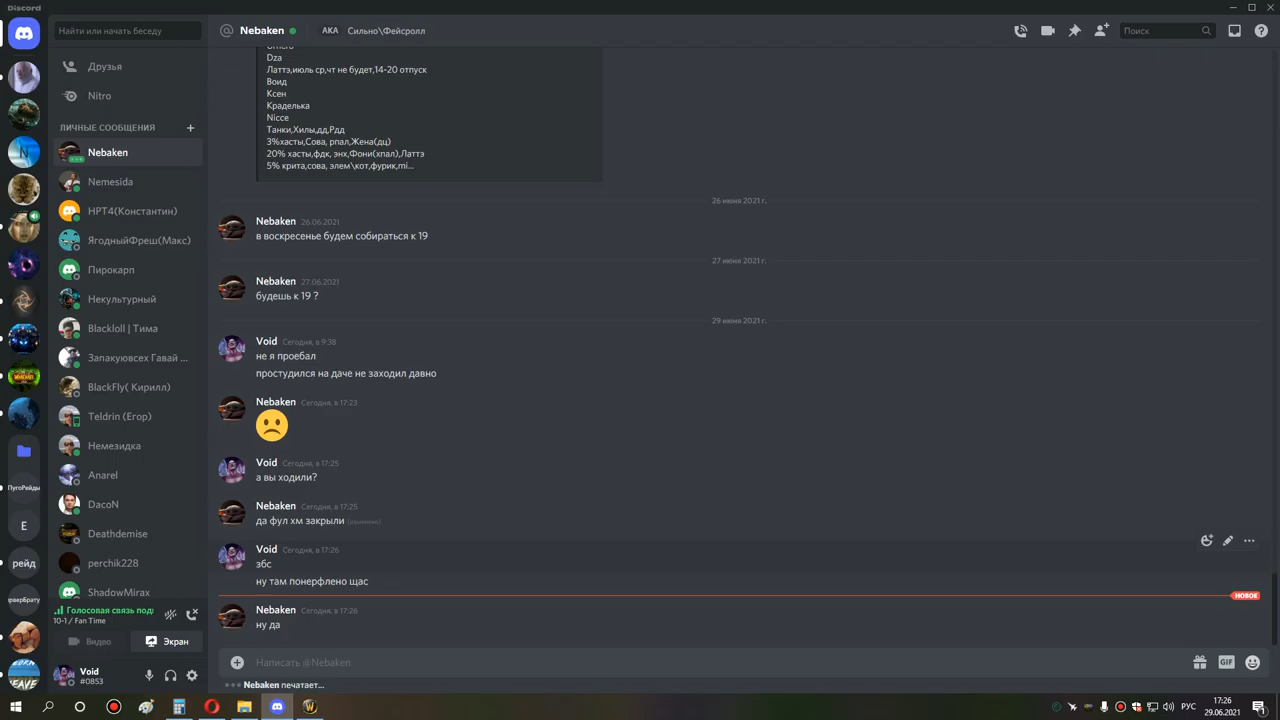 Discord
Найти или начать беседу
Друзья
Nitro
ЛИЧНЫЕ СООБЩЕНИЯ
Nebaken
Nemesida
НРТ4(Константин)
ЯгодныйФреш(Макс)
Пирокарп
Некультурный
Blackloll | Тима
Запакуювсех Гавай ...
BlackFly( Кирилл)
Teldrin (Егор)
Немезидка
Anarel
DacoN
Deathdemise
perchik228
ShadowMirax
ПугоРейды
Е
рейд
Голосовая связь подк
10-1 / Fan Time
Видео
Экран
Void
#0853
Nebaken
АКА Сильно\Фейсролл
Поиск
Dza
Латтэ,июль ср,чт не будет,14-20 отпуск
Воид
Ксен
Краделька
Nicce
Танки,Хилы,дд,Рдд
3%хасты,Сова, рпал,Жена(дц)
20% хасты,фдк, энх,Фони(хпал),Латтэ
5% крита,сова, элем\кот,фурик,mi...
26 июня 2021 г.
Nebaken 26.06.2021
в воскресенье будем собираться к 19
27 июня 2021 г.
Nebaken 27.06.2021
будешь к 19 ?
29 июня 2021 г.
Void Сегодня, в 9:38
не я проебал
простудился на даче не заходил давно
Nebaken Сегодня, в 17:23
Void Сегодня, в 17:25
а вы ходили?
Nebaken Сегодня, в 17:25
да фул хм закрыли (изменено)
Void Сегодня, в 17:26
збс
ну там понерфлено щас
НОВОЕ
Nebaken Сегодня, в 17:26
ну да
Написать @Nebaken
GIF
Nebaken печатает...
РУС
17:26
29.06.2021